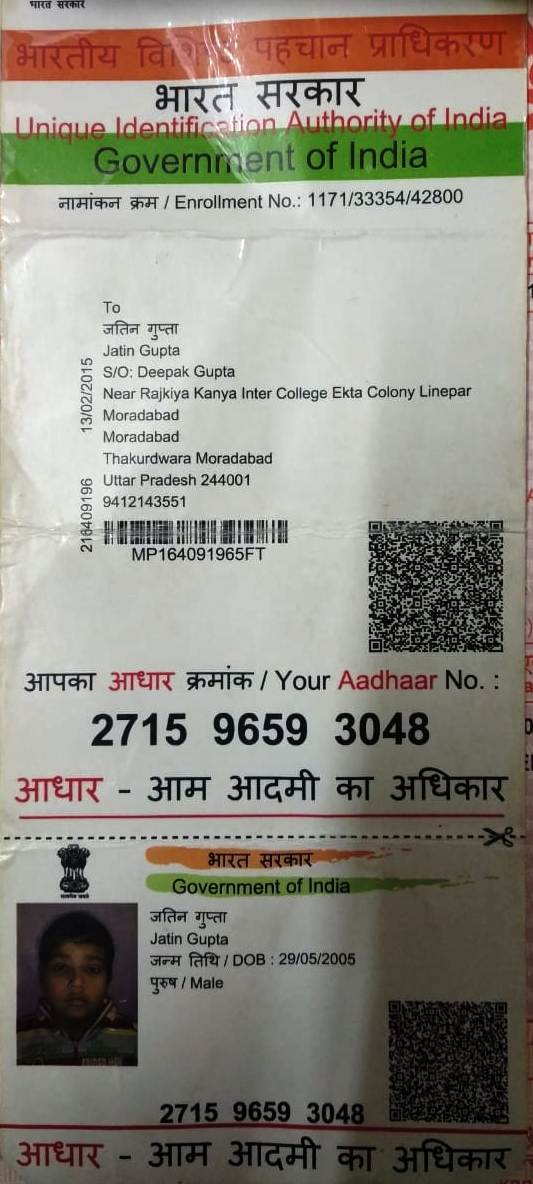 भारत सरकार
भारतीय विशिष्ट पहचान प्राधिकरण
भारत सरकार
Unique Identification Authority of India
Government of India
नामांकन क्रम / Enrollment No.: 1171/33354/42800
To
जतिन गुप्ता
Jatin Gupta
S/O: Deepak Gupta
Near Rajkiya Kanya Inter College Ekta Colony Linepar
Moradabad
Moradabad
Thakurdwara Moradabad
Uttar Pradesh 244001
9412143551
13/02/2015
216409196
MP164091965FT
आपका आधार क्रमांक / Your Aadhaar No. :
2715 9659 3048
आधार - आम आदमी का अधिकार
भारत सरकार
Government of India
जतिन गुप्ता
Jatin Gupta
जन्म तिथि / DOB : 29/05/2005
पुरुष / Male
2715 9659 3048
आधार - आम आदमी का अधिकार